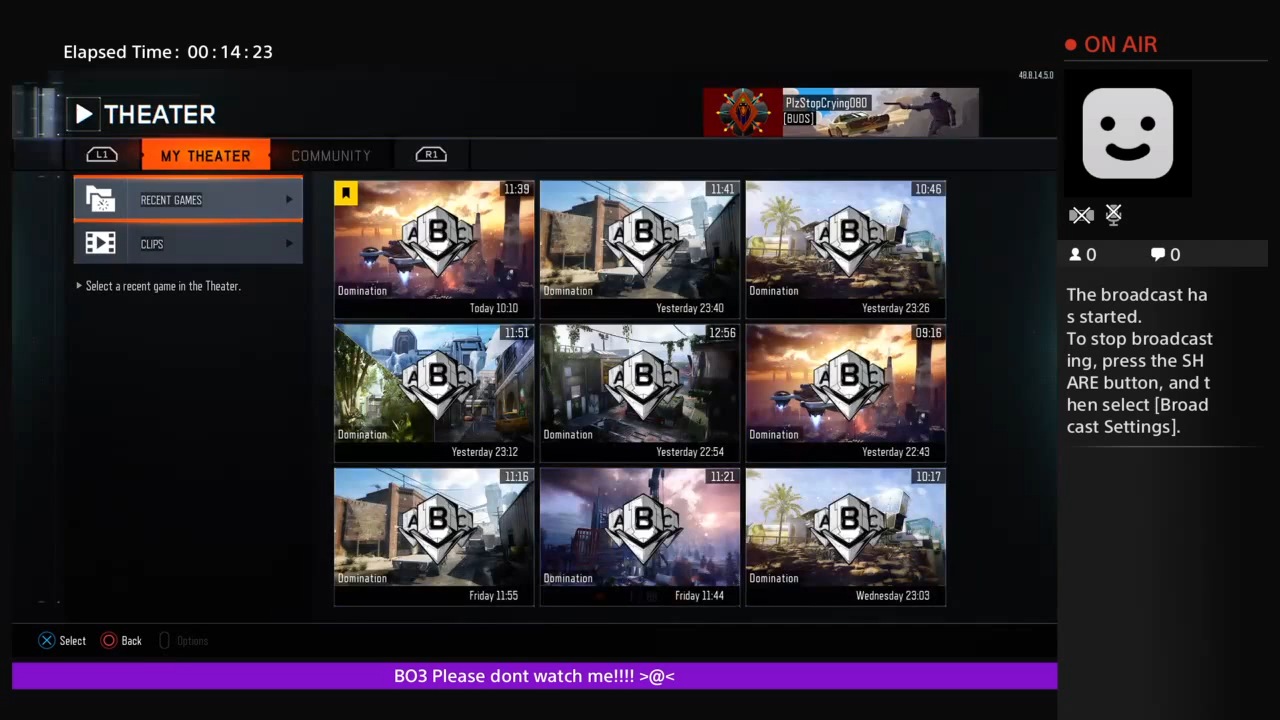 Elapsed Time: 00:14:23
ON AIR
48.8.14.5.0
THEATER
PlzStopCrying080
[BUDS]
L1
MY THEATER
COMMUNITY
R1
RECENT GAMES
CLIPS
Select a recent game in the Theater.
11:39
A B C
Domination
Today 10:10
11:41
A B C
Domination
Yesterday 23:40
10:46
A B C
Domination
Yesterday 23:26
11:51
A B C
Domination
Yesterday 23:12
12:56
A B C
Domination
Yesterday 22:54
09:16
A B C
Domination
Yesterday 22:43
11:16
A B C
Domination
Friday 11:55
11:21
A B C
Domination
Friday 11:44
10:17
A B C
Domination
Wednesday 23:03
Select
Back
Options
BO3 Please dont watch me!!!! >@<
0
0
The broadcast ha
s started.
To stop broadcast
ing, press the SH
ARE button, and t
hen select [Broad
cast Settings].